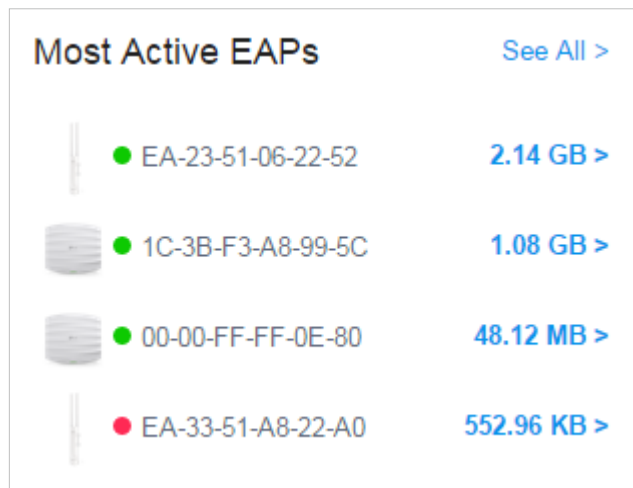 Most Active EAPs See All >
EA-23-51-06-22-52 2.14 GB >
1C-3B-F3-A8-99-5C 1.08 GB >
00-00-FF-FF-0E-80 48.12 MB >
EA-33-51-A8-22-A0 552.96 KB >